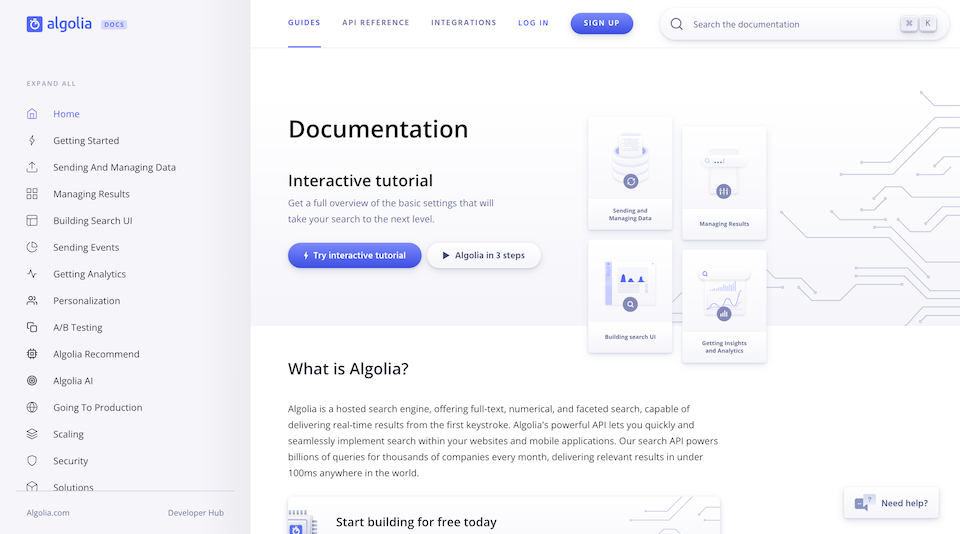 algolia DOCS
GUIDES API REFERENCE INTEGRATIONS LOG IN SIGN UP
Search the documentation ⌘ K
EXPAND ALL
Home
Getting Started
Sending And Managing Data
Managing Results
Building Search UI
Sending Events
Getting Analytics
Personalization
A/B Testing
Algolia Recommend
Algolia AI
Going To Production
Scaling
Security
Solutions
Algolia.com Developer Hub
Documentation
Interactive tutorial
Get a full overview of the basic settings that will
take your search to the next level.
Try interactive tutorial Algolia in 3 steps
Sending and
Managing Data
Managing Results
Building search UI
Getting Insights
and Analytics
What is Algolia?
Algolia is a hosted search engine, offering full-text, numerical, and faceted search, capable of
delivering real-time results from the first keystroke. Algolia's powerful API lets you quickly and
seamlessly implement search within your websites and mobile applications. Our search API powers
billions of queries for thousands of companies every month, delivering relevant results in under
100ms anywhere in the world.
Start building for free today
Need help?